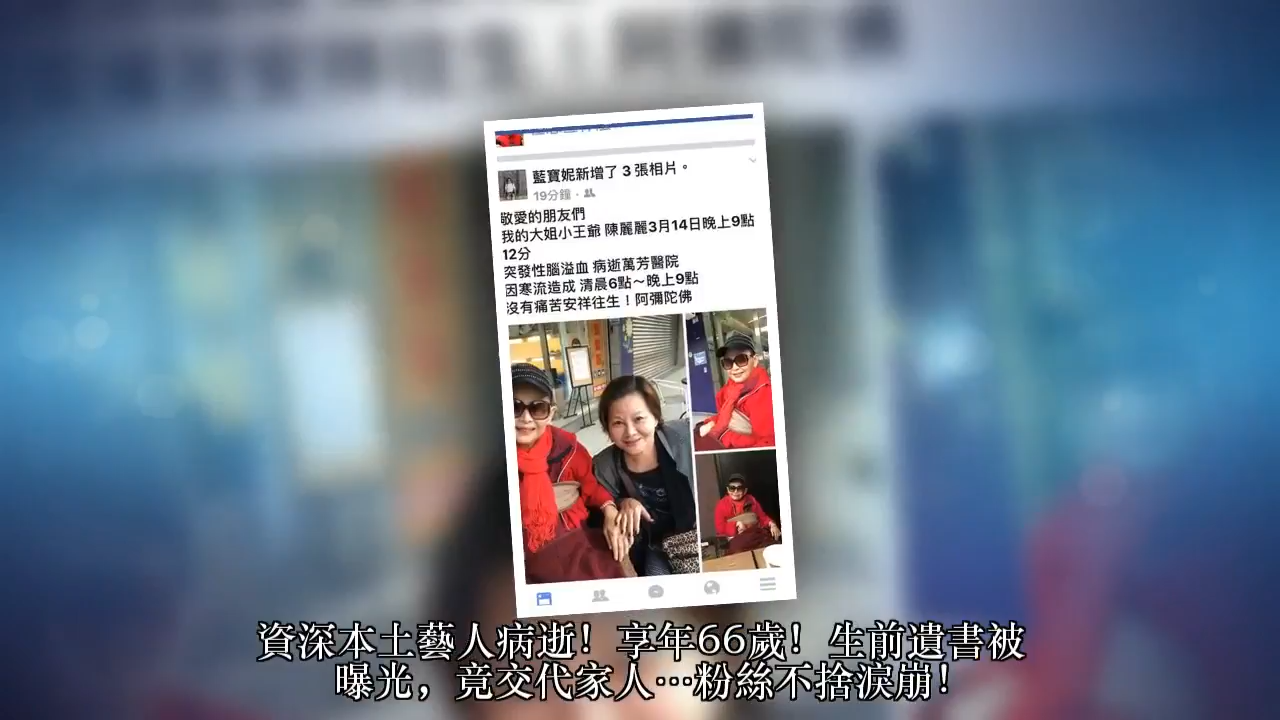 藍寶妮新增了 3 張相片。
19分鐘 ·
敬愛的朋友們
我的大姐小王爺 陳麗麗3月14日晚上9點
12分
突發性腦溢血 病逝萬芳醫院
因寒流造成 清晨6點～晚上9點
沒有痛苦安祥往生！阿彌陀佛
資深本土藝人病逝！享年66歲！生前遺書被
曝光，竟交代家人…粉絲不捨淚崩！